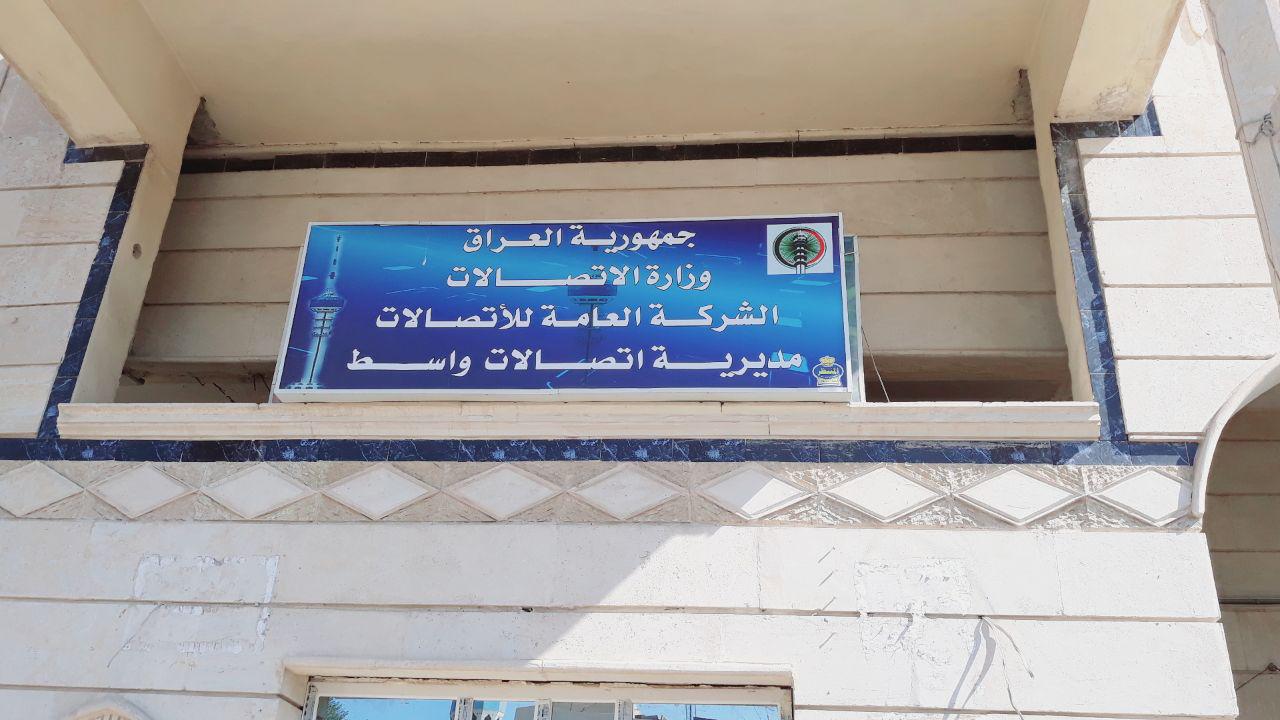 جمهورية العراق
وزارة الاتصالات
الشركة العامة للأتصالات
مديرية اتصالات واسط